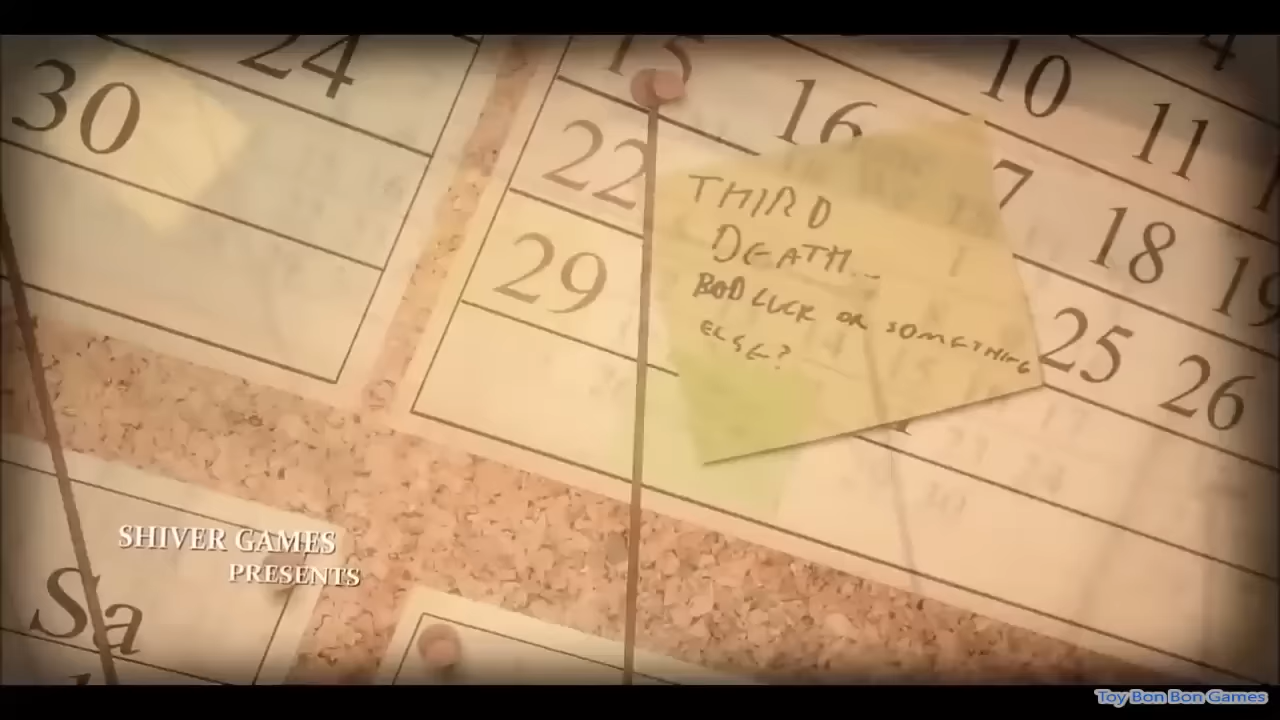 24
30
15
16
10
11
4
22
7
18
19
29
25
26
THIRD
DEATH...
BAD LUCK OR SOMETHING
ELSE?
SHIVER GAMES
PRESENTS
Sa
Toy Bon Bon Games